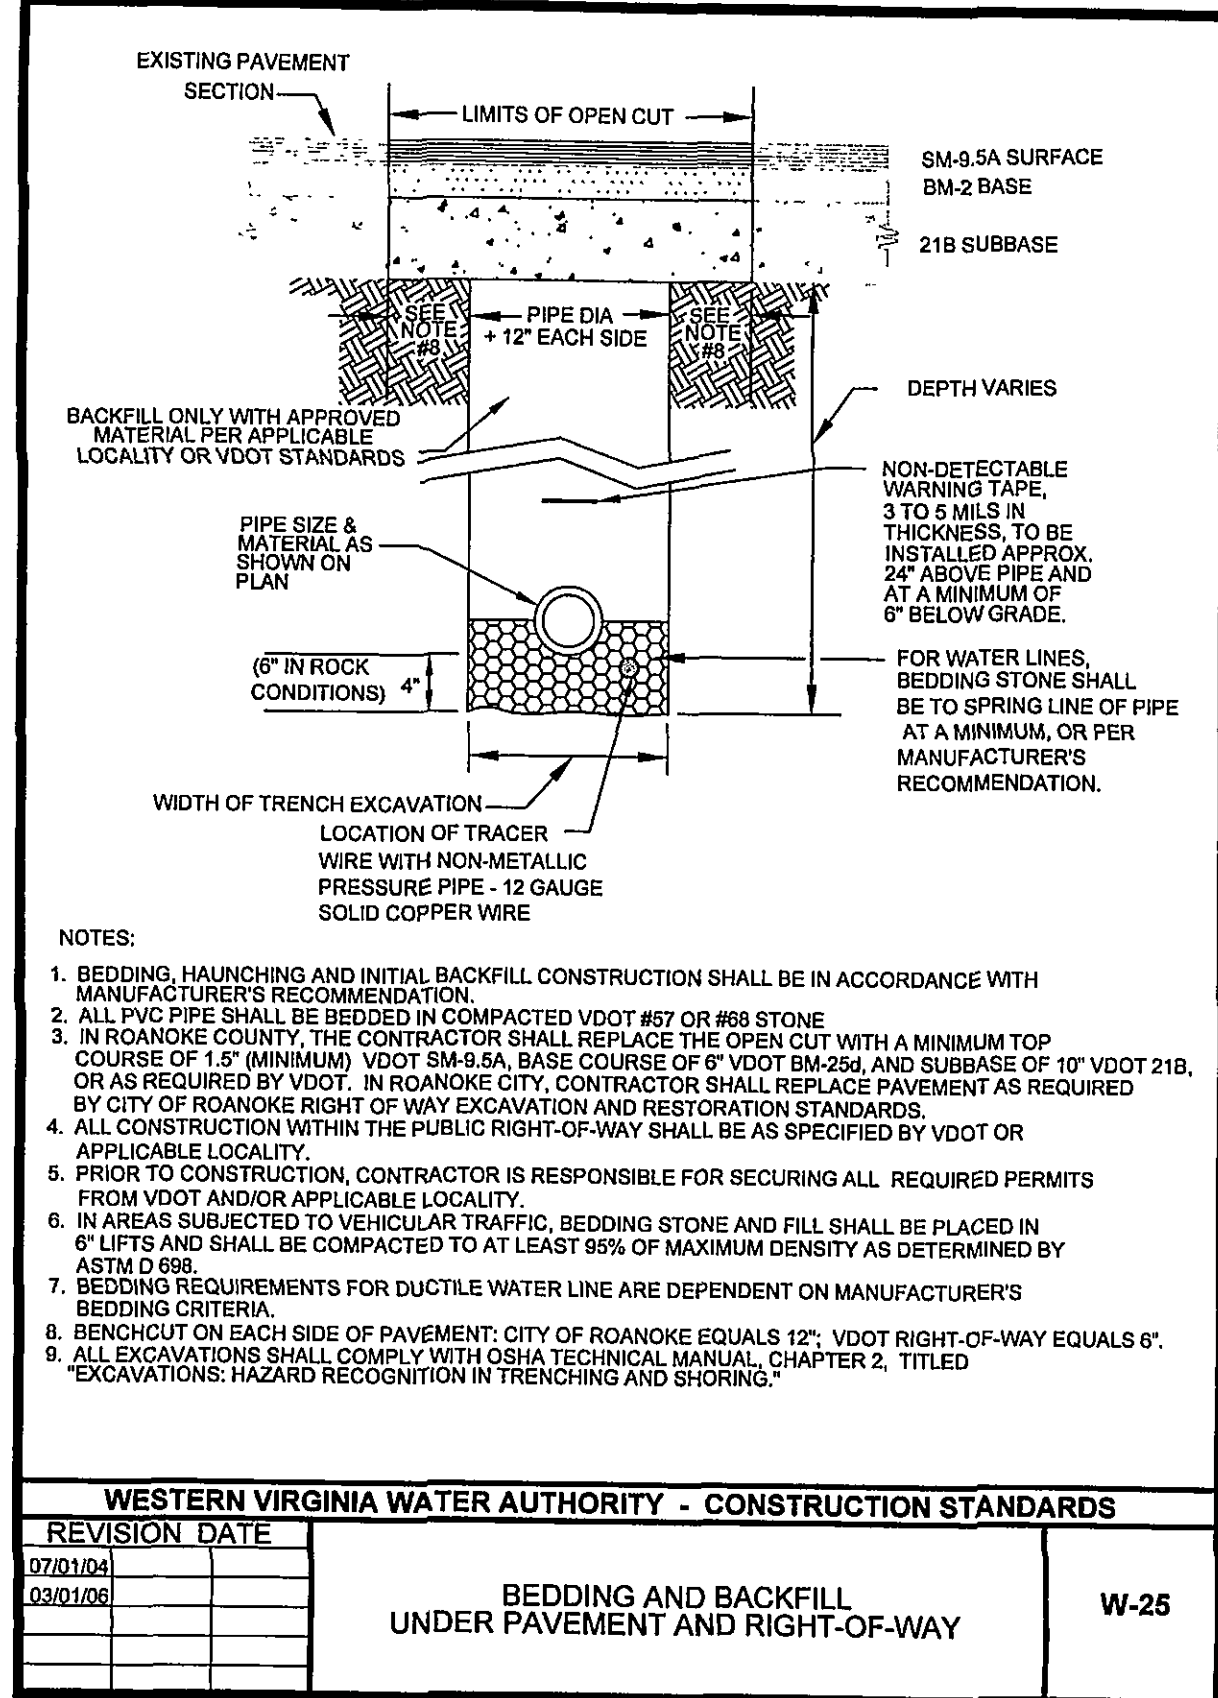 EXISTING PAVEMENT
SECTION
LIMITS OF OPEN CUT
SM-9.5A SURFACE
BM-2 BASE
21B SUBBASE
SEE
NOTE
#8
PIPE DIA
+ 12" EACH SIDE
SEE
NOTE
#8
DEPTH VARIES
BACKFILL ONLY WITH APPROVED
MATERIAL PER APPLICABLE
LOCALITY OR VDOT STANDARDS
NON-DETECTABLE
WARNING TAPE,
3 TO 5 MILS IN
THICKNESS, TO BE
INSTALLED APPROX.
24" ABOVE PIPE AND
AT A MINIMUM OF
6" BELOW GRADE.
PIPE SIZE &
MATERIAL AS
SHOWN ON
PLAN
(6" IN ROCK
CONDITIONS) 4"
FOR WATER LINES,
BEDDING STONE SHALL
BE TO SPRING LINE OF PIPE
AT A MINIMUM, OR PER
MANUFACTURER'S
RECOMMENDATION.
WIDTH OF TRENCH EXCAVATION
LOCATION OF TRACER
WIRE WITH NON-METALLIC
PRESSURE PIPE - 12 GAUGE
SOLID COPPER WIRE
NOTES:
1. BEDDING, HAUNCHING AND INITIAL BACKFILL CONSTRUCTION SHALL BE IN ACCORDANCE WITH
MANUFACTURER'S RECOMMENDATION.
2. ALL PVC PIPE SHALL BE BEDDED IN COMPACTED VDOT #57 OR #68 STONE
3. IN ROANOKE COUNTY, THE CONTRACTOR SHALL REPLACE THE OPEN CUT WITH A MINIMUM TOP
COURSE OF 1.5" (MINIMUM) VDOT SM-9.5A, BASE COURSE OF 6" VDOT BM-25d, AND SUBBASE OF 10" VDOT 21B,
OR AS REQUIRED BY VDOT. IN ROANOKE CITY, CONTRACTOR SHALL REPLACE PAVEMENT AS REQUIRED
BY CITY OF ROANOKE RIGHT OF WAY EXCAVATION AND RESTORATION STANDARDS.
4. ALL CONSTRUCTION WITHIN THE PUBLIC RIGHT-OF-WAY SHALL BE AS SPECIFIED BY VDOT OR
APPLICABLE LOCALITY.
5. PRIOR TO CONSTRUCTION, CONTRACTOR IS RESPONSIBLE FOR SECURING ALL REQUIRED PERMITS
FROM VDOT AND/OR APPLICABLE LOCALITY.
6. IN AREAS SUBJECTED TO VEHICULAR TRAFFIC, BEDDING STONE AND FILL SHALL BE PLACED IN
6" LIFTS AND SHALL BE COMPACTED TO AT LEAST 95% OF MAXIMUM DENSITY AS DETERMINED BY
ASTM D 698.
7. BEDDING REQUIREMENTS FOR DUCTILE WATER LINE ARE DEPENDENT ON MANUFACTURER'S
BEDDING CRITERIA.
8. BENCHCUT ON EACH SIDE OF PAVEMENT: CITY OF ROANOKE EQUALS 12"; VDOT RIGHT-OF-WAY EQUALS 6".
9. ALL EXCAVATIONS SHALL COMPLY WITH OSHA TECHNICAL MANUAL, CHAPTER 2, TITLED
"EXCAVATIONS: HAZARD RECOGNITION IN TRENCHING AND SHORING."
WESTERN VIRGINIA WATER AUTHORITY - CONSTRUCTION STANDARDS
REVISION DATE
07/01/04
03/01/06
BEDDING AND BACKFILL
UNDER PAVEMENT AND RIGHT-OF-WAY
W-25